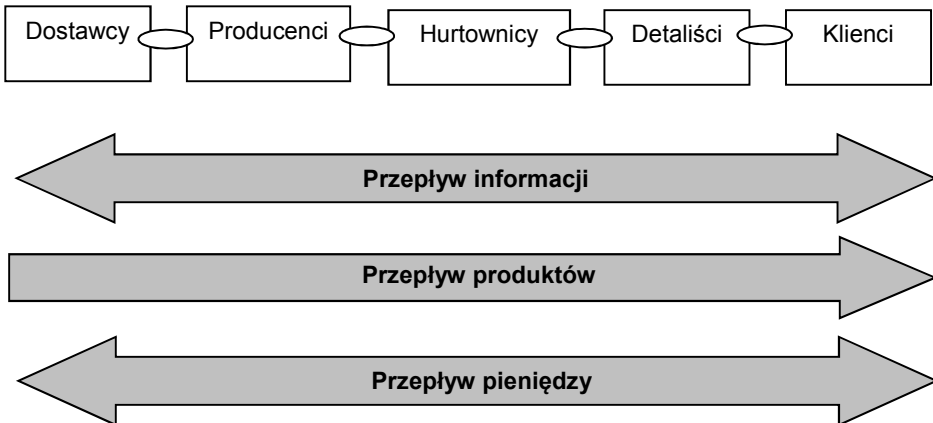 Dostawcy Producenci Hurtownicy Detaliści Klienci
Przepływ informacji
Przepływ produktów
Przepływ pieniędzy